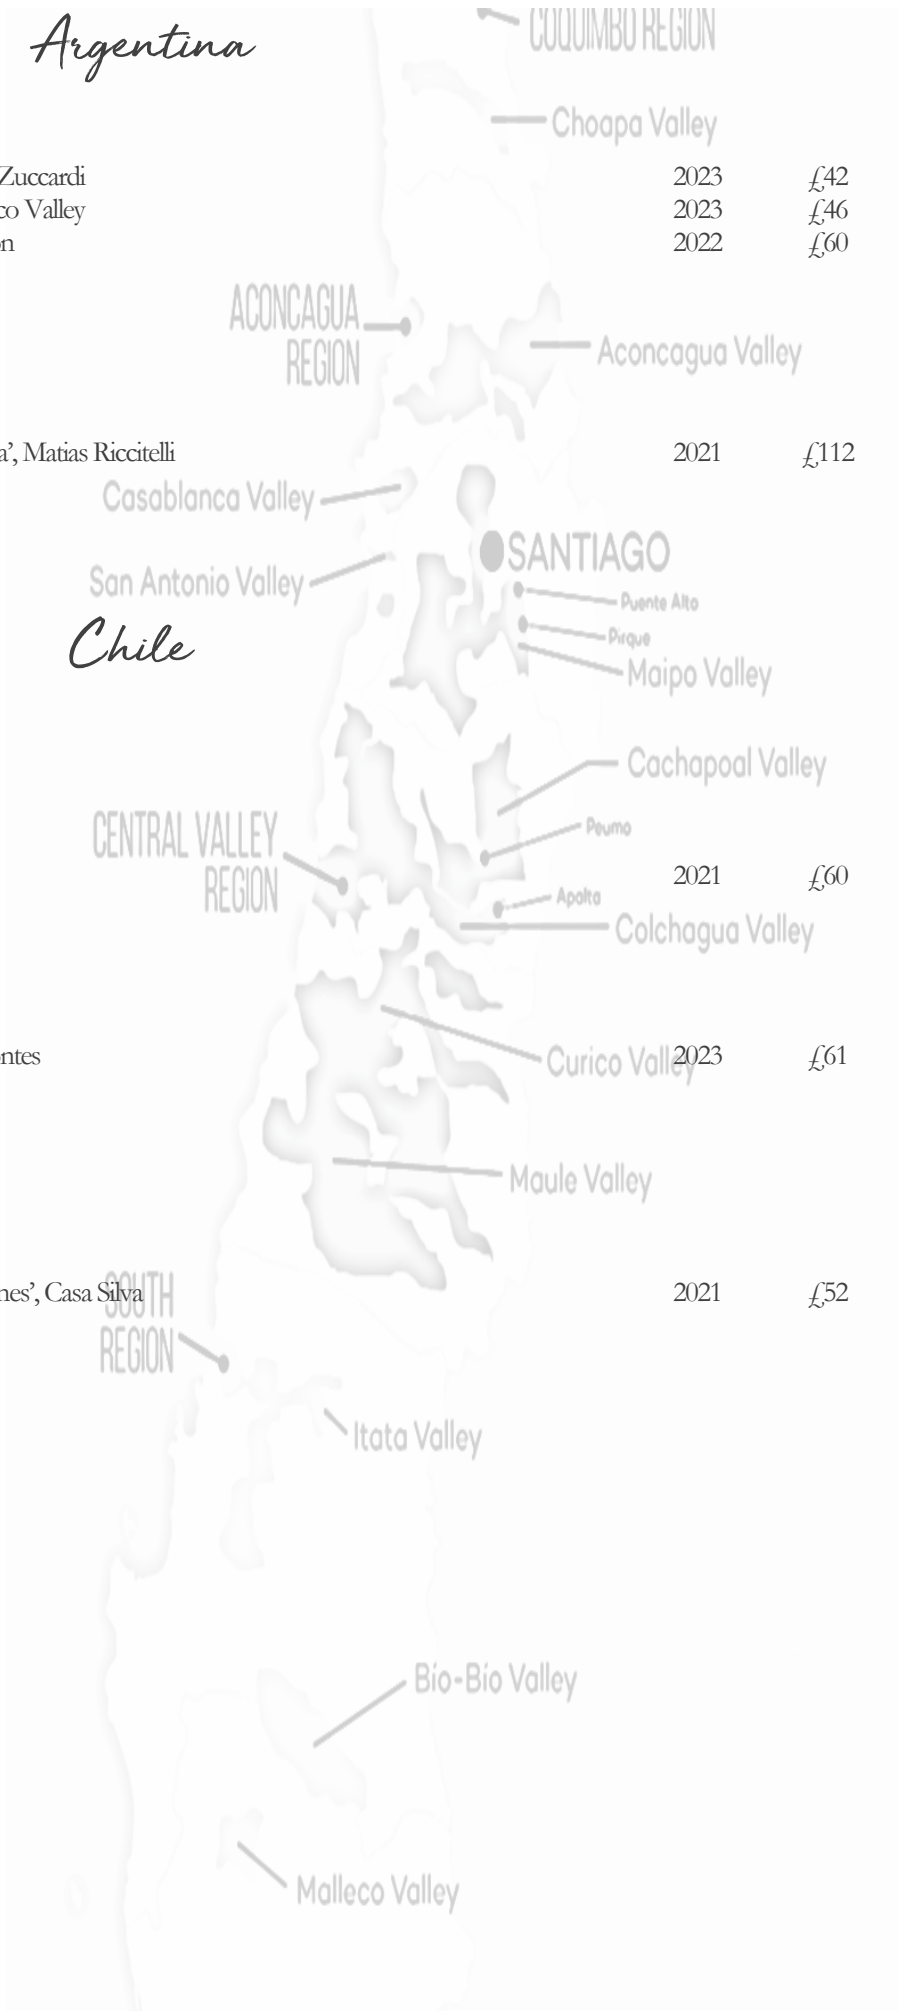 COQUIMBO REGION
Argentina
Choapa Valley
Zuccardi 2023 £42
co Valley 2023 £46
on 2022 £60
ACONCAGUA
REGION
Aconcagua Valley
a’, Matias Riccitelli 2021 £112
Casablanca Valley
SANTIAGO
San Antonio Valley
Puente Alto
Pirque
Chile
Maipo Valley
Cachapoal Valley
CENTRAL VALLEY
REGION
Peumo
2021 £60
Apalta
Colchagua Valley
ontes 2023 £61
Curico Valley
Maule Valley
nes’, Casa Silva 2021 £52
SOUTH
REGION
Itata Valley
Bio-Bio Valley
Malleco Valley